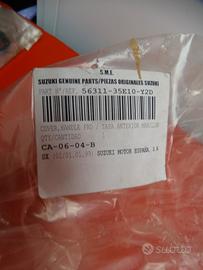 S.M.E.
SUZUKI GENUINE PARTS/PIEZAS ORIGINALES SUZUKI
PART Nº/REF. 56311-35E10-Y2D
COVER,HANDLE FRO / TAPA ANTERIOR MANILLAR
QTY/CANTIDAD 1
CA-06-04-B
SUZUKI MOTOR ESPAÑA, S.A
Subito